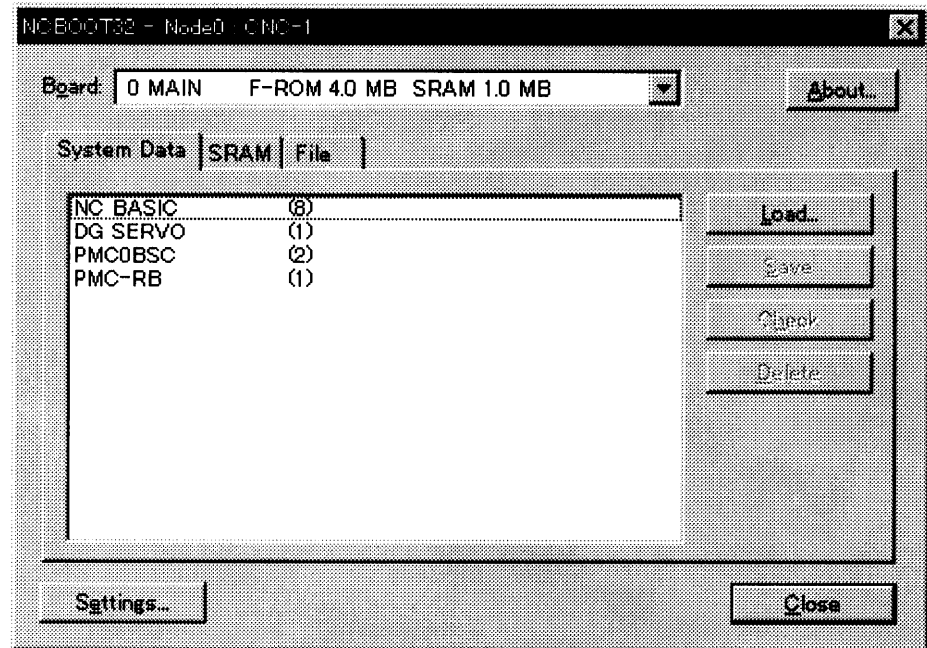 NCBOOT32 - Node0 : CNC-1
Board: 0 MAIN F-ROM 4.0 MB SRAM 1.0 MB
About...
System Data SRAM File
NC BASIC (8)
DG SERVO (1)
PMC0BSC (2)
PMC-RB (1)
Load...
Save
Check
Delete
Settings...
Close